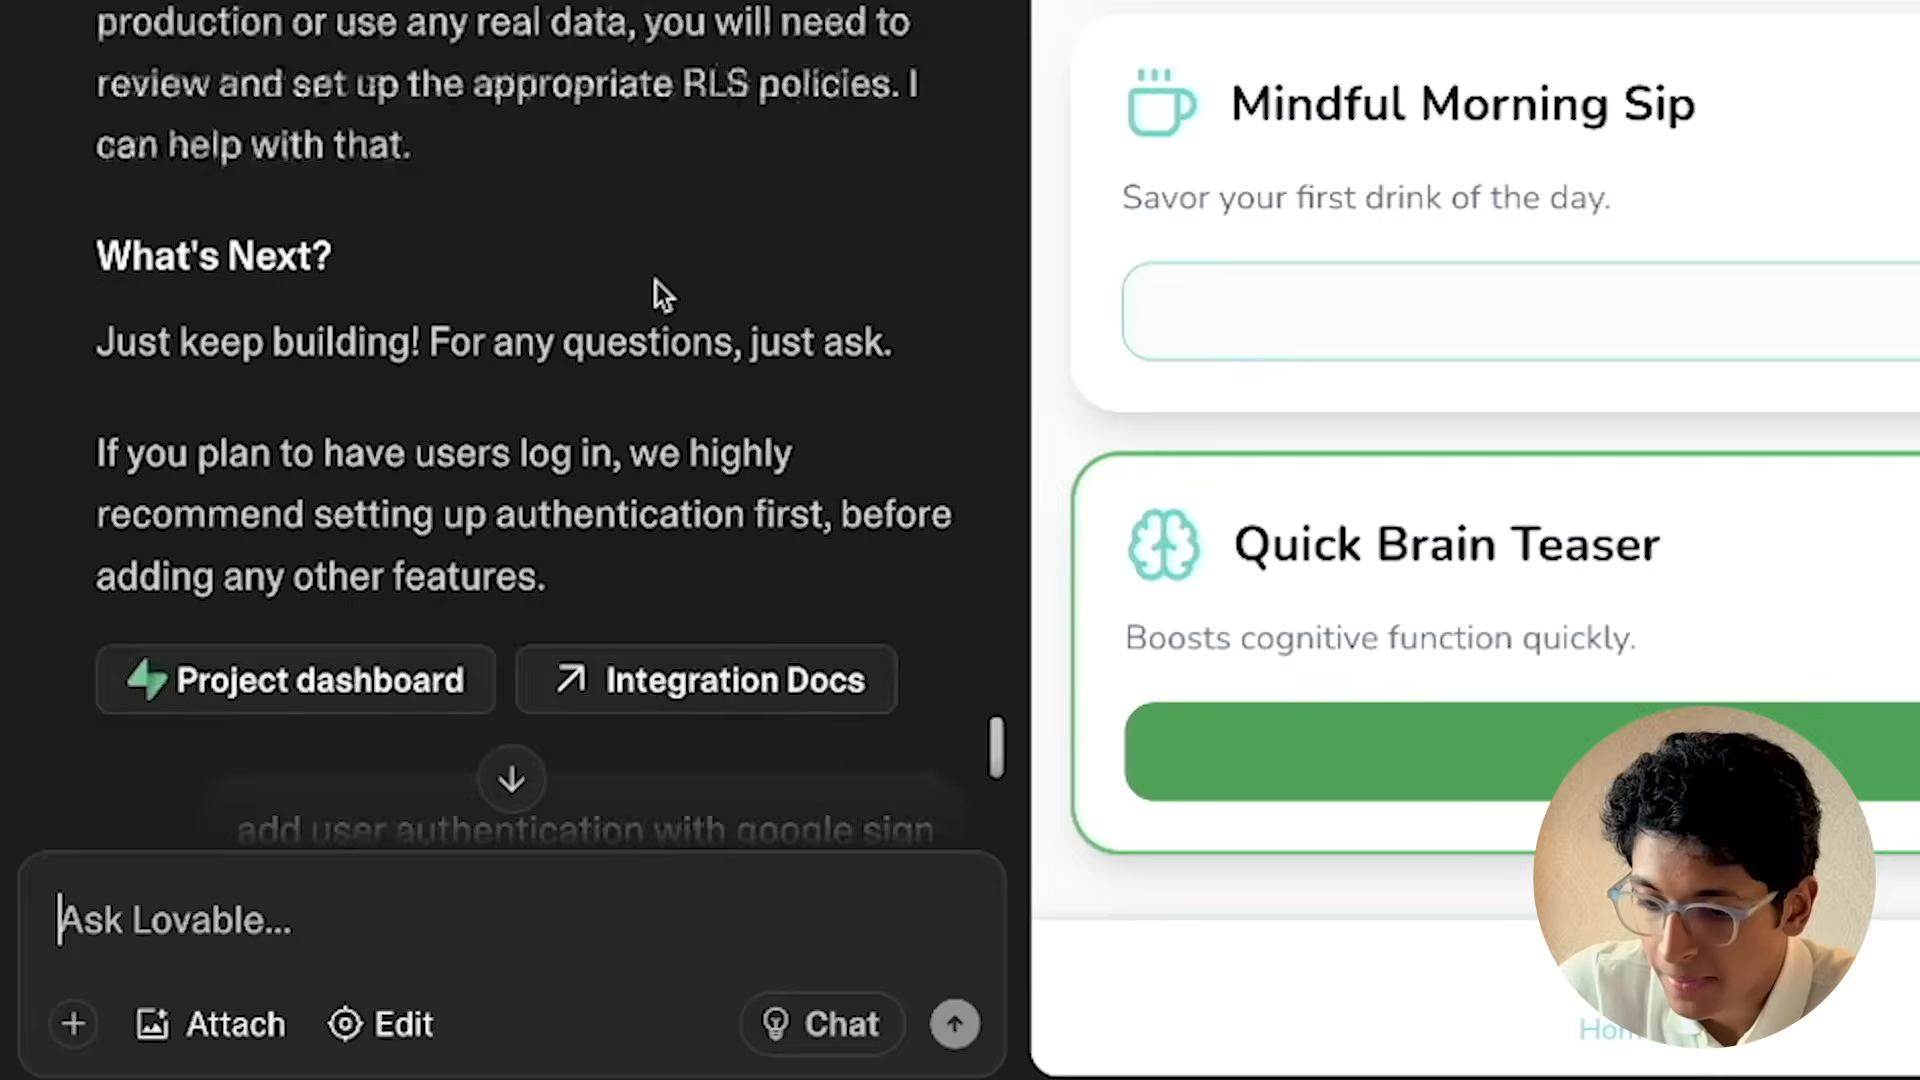 production or use any real data, you will need to
review and set up the appropriate RLS policies. I
can help with that.
What's Next?
Just keep building! For any questions, just ask.
If you plan to have users log in, we highly
recommend setting up authentication first, before
adding any other features.
Project dashboard
Integration Docs
add user authentication with google sign
Ask Lovable...
Attach
Edit
Chat
Mindful Morning Sip
Savor your first drink of the day.
Quick Brain Teaser
Boosts cognitive function quickly.